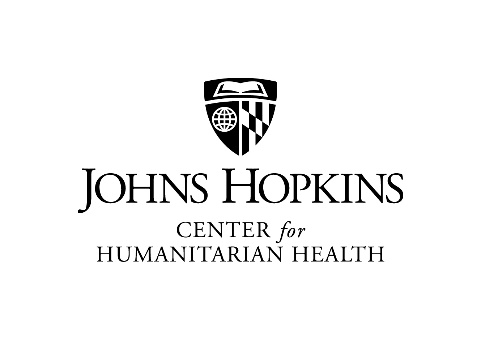 JOHNS HOPKINS
CENTER for
HUMANITARIAN HEALTH